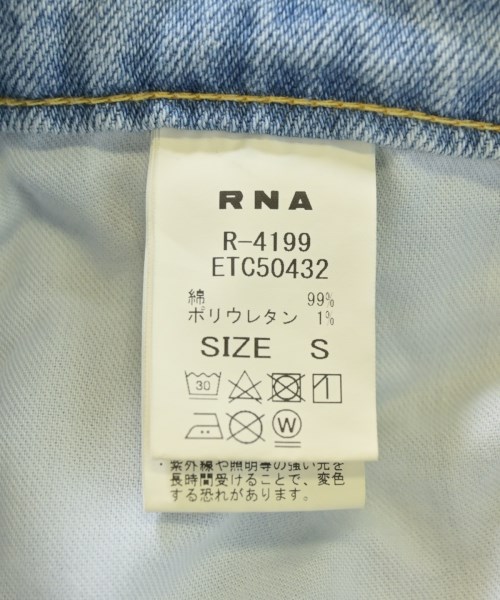 RNA
R-4199
ETC50432
綿 99%
ポリウレタン 1%
SIZE S
30
W
・紫外線や照明等の強い光を
長時間受けることで、変色
する恐れがあります。